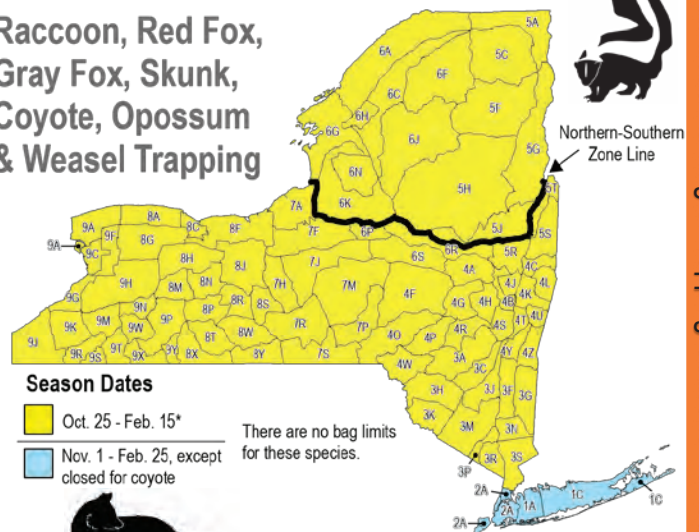 Raccoon, Red Fox,
Gray Fox, Skunk,
Coyote, Opossum
& Weasel Trapping
Northern-Southern
Zone Line
5A
6A
5C
6F
6C
5F
6H
6G
6J
5G
6N
5H
5T
6K
7A
7F
6P
5J
5S
6R
5R
6S
9A
8A
9F
8C
8F
9A
9C
8G
8H
7J
4A
4C
8J
7H
7M
4J
4L
9H
8M
8N
4F
4G
4H
4B
4K
9G
8R
8S
9N
8P
7R
4R
4S
4T
4U
9K
9M
9W
9P
8T
8W
7P
4O
4P
9J
9R
9S
9T
9X
9Y
8X
8Y
7S
4W
3A
3C
4Y
4Z
3H
3J
3F
3G
3K
3M
3N
3P
3R
3S
2A
2A
1A
1C
1C
2A
Season Dates
Oct. 25 - Feb. 15*
Nov. 1 - Feb. 25, except
closed for coyote
There are no bag limits
for these species.